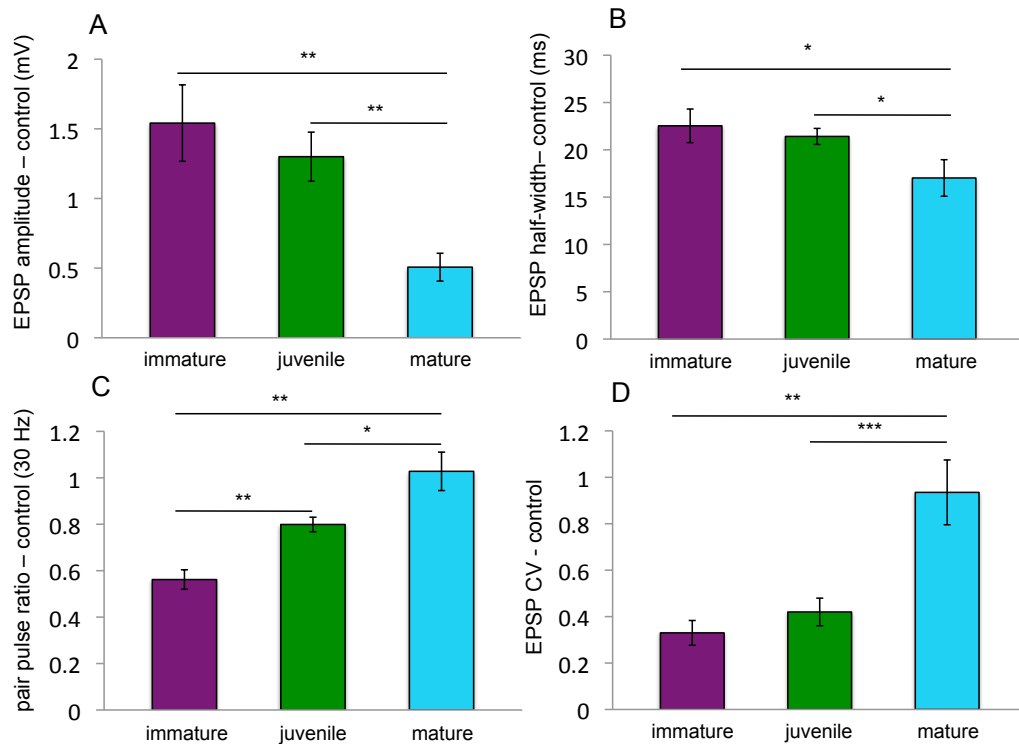 A
EPSP amplitude – control (mV)
2
1.5
1
0.5
0
**
**
immature juvenile mature
B
EPSP half-width– control (ms)
30
25
20
15
10
5
0
*
*
immature juvenile mature
C
pair pulse ratio – control (30 Hz)
1.2
1
0.8
0.6
0.4
0.2
0
**
*
**
immature juvenile mature
D
EPSP CV - control
1.2
1
0.8
0.6
0.4
0.2
0
**
***
immature juvenile mature